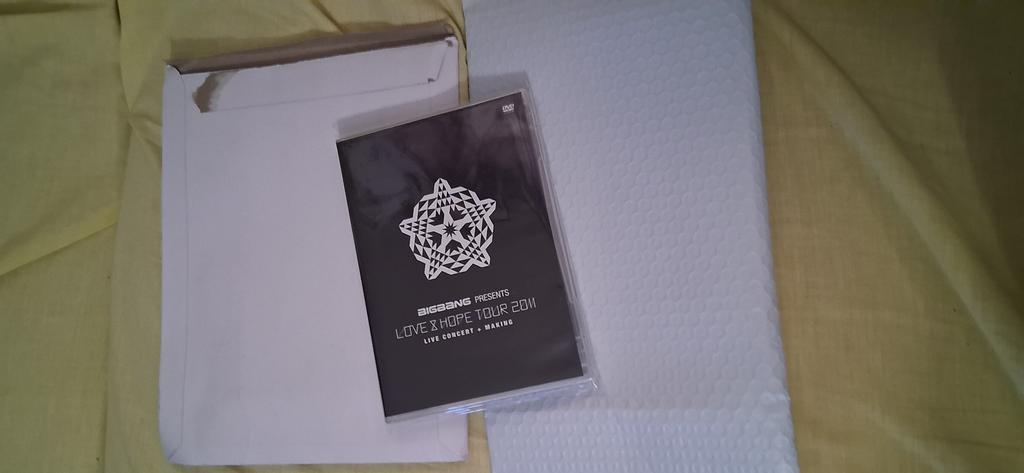 DVD
BIGBANG PRESENTS
LOVE & HOPE TOUR 2011
LIVE CONCERT + MAKING